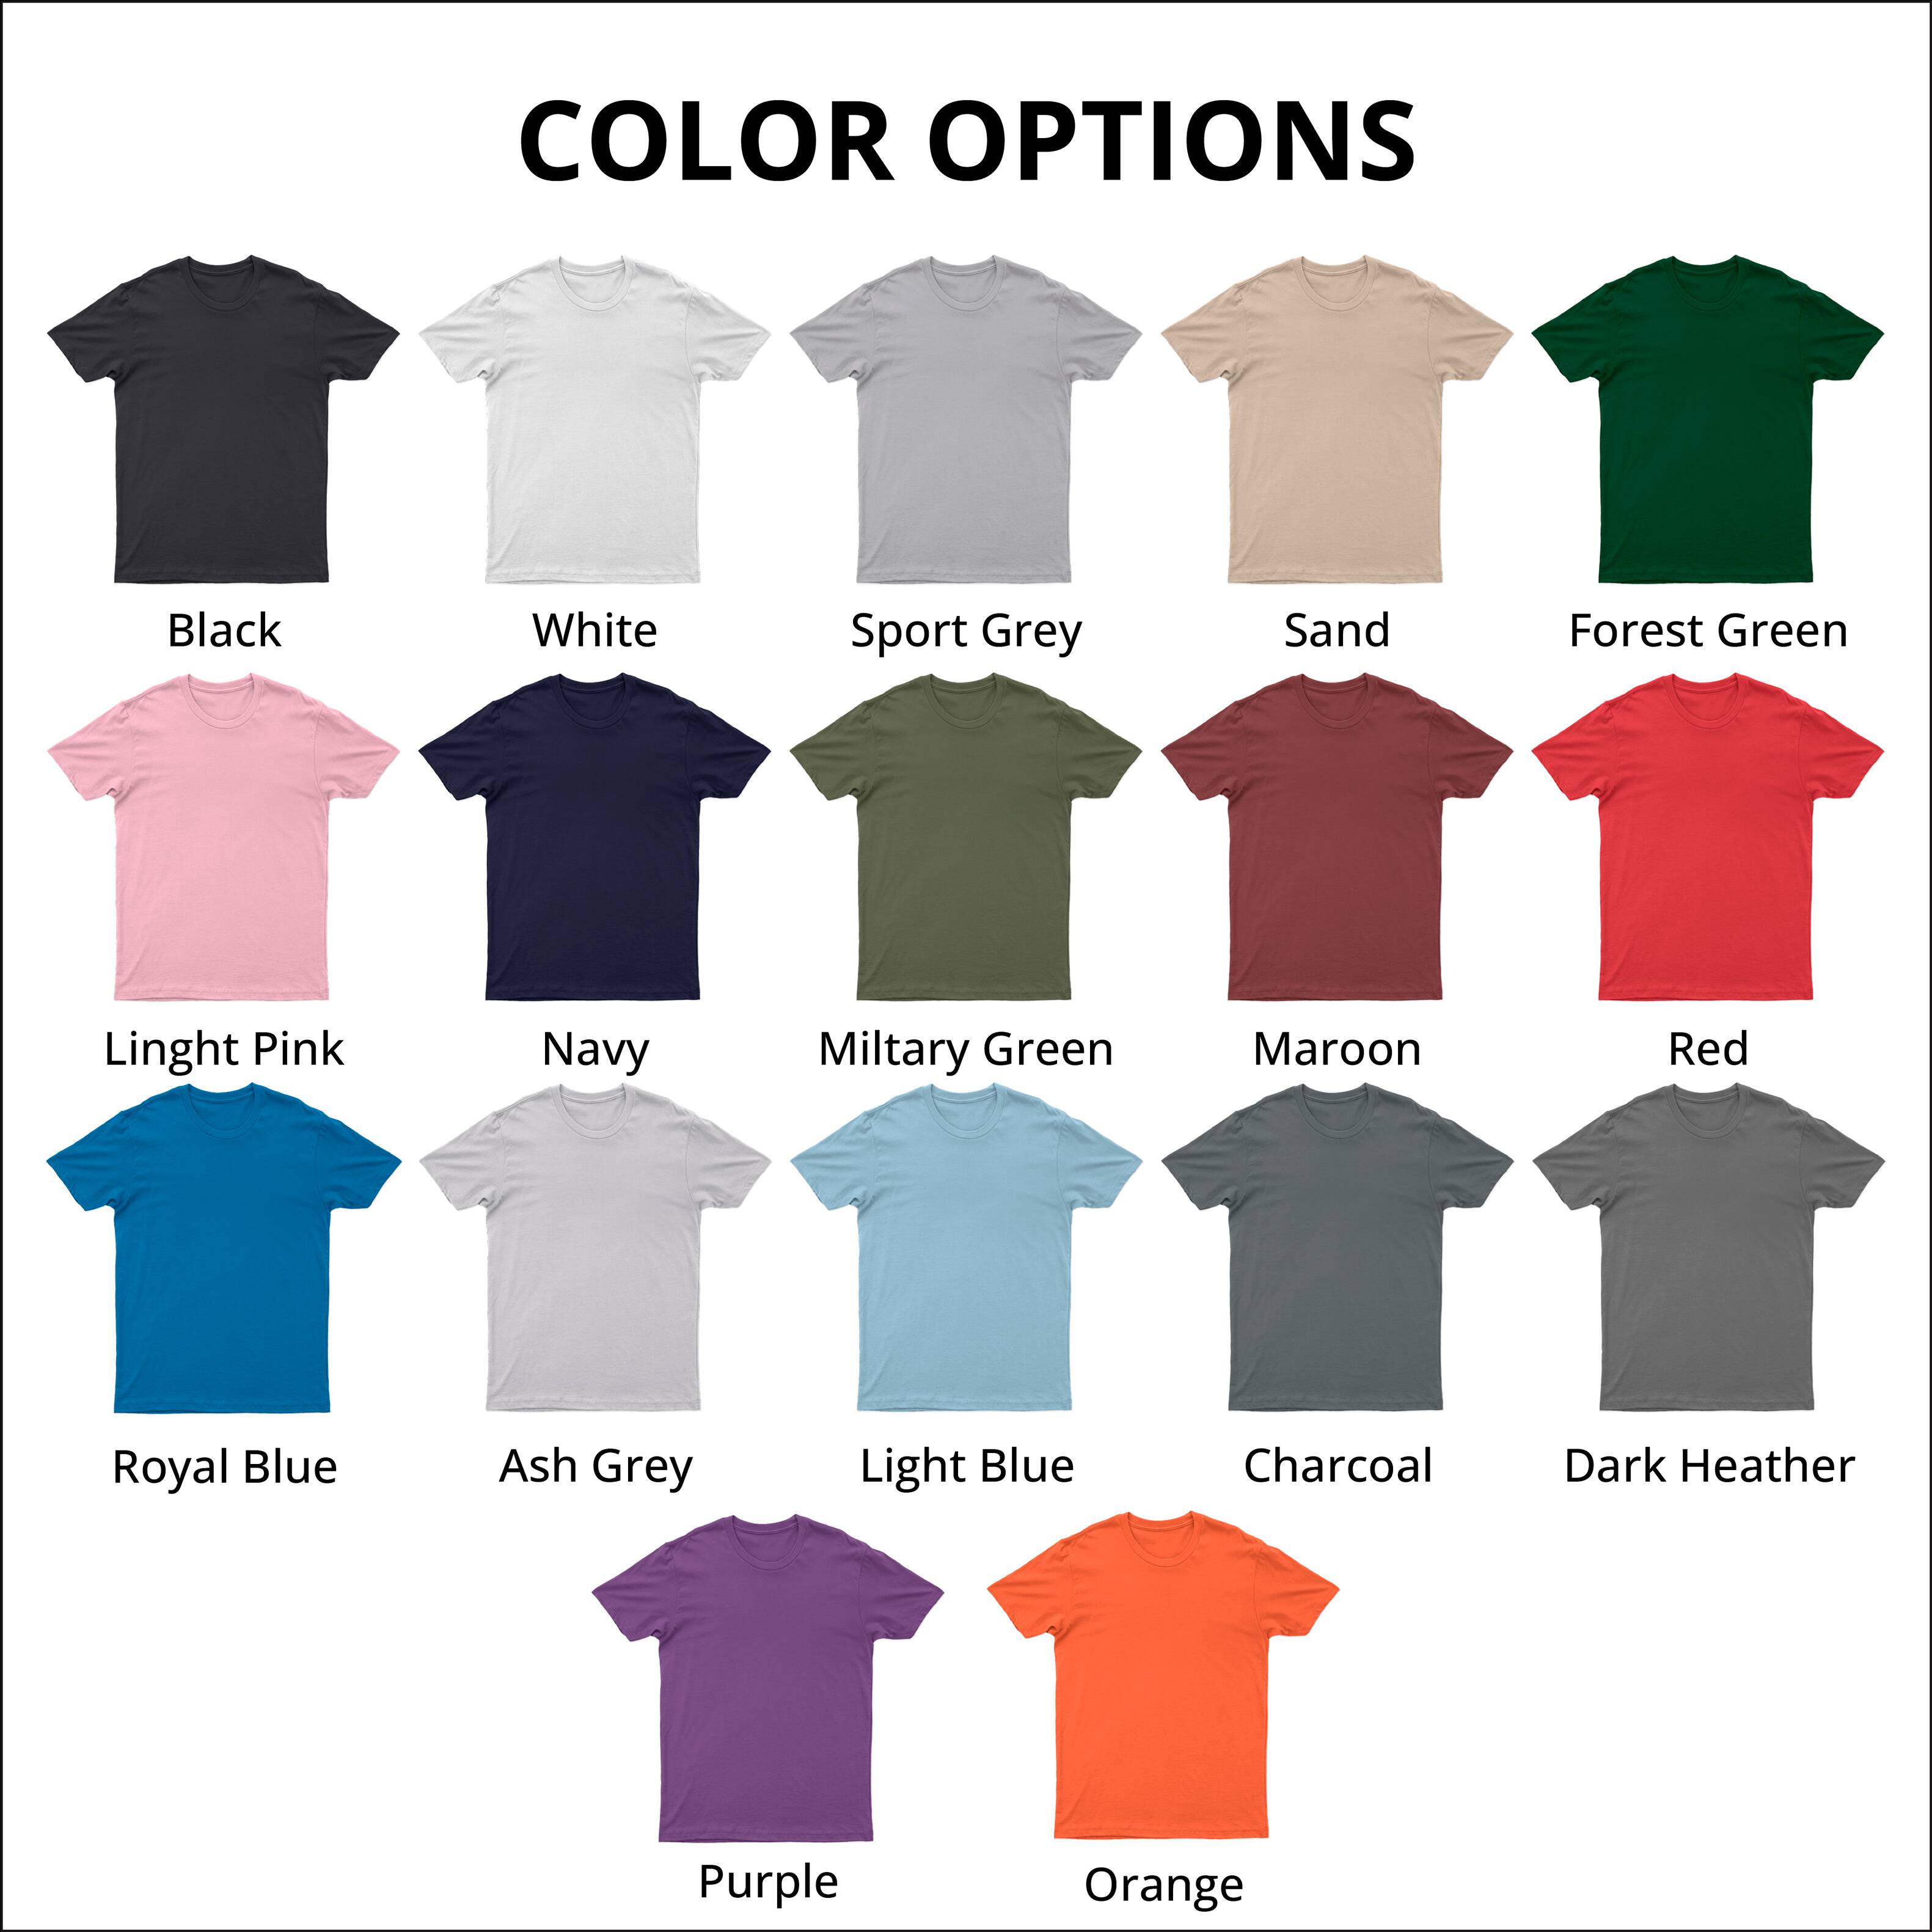 COLOR OPTIONS
Black White Sport Grey Sand Forest Green
Linght Pink Navy Miltary Green Maroon Red
Royal Blue Ash Grey Light Blue Charcoal Dark Heather
Purple Orange